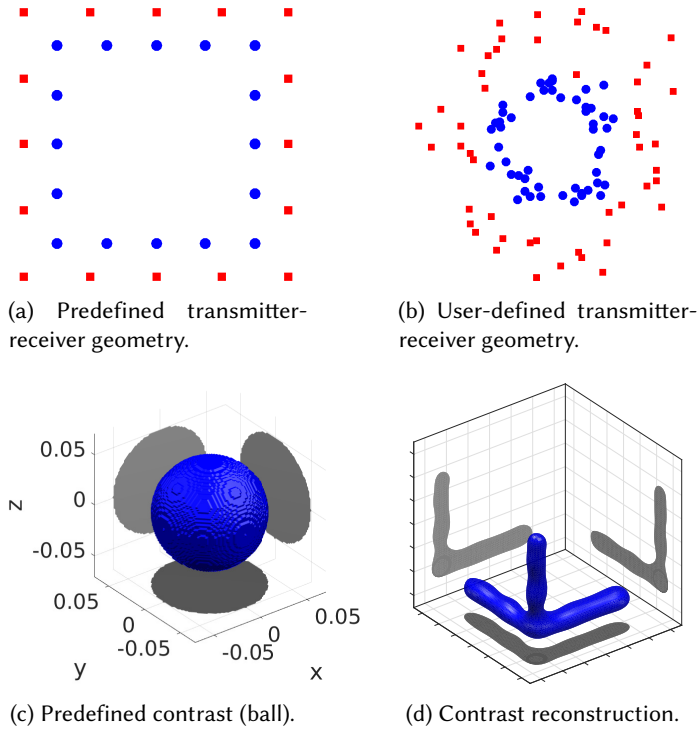 (a) Predefined transmitter-
receiver geometry.
(b) User-defined transmitter-
receiver geometry.
0.05
0
-0.05
z
0.05
0
-0.05
y
-0.05
0
0.05
x
(c) Predefined contrast (ball).
(d) Contrast reconstruction.